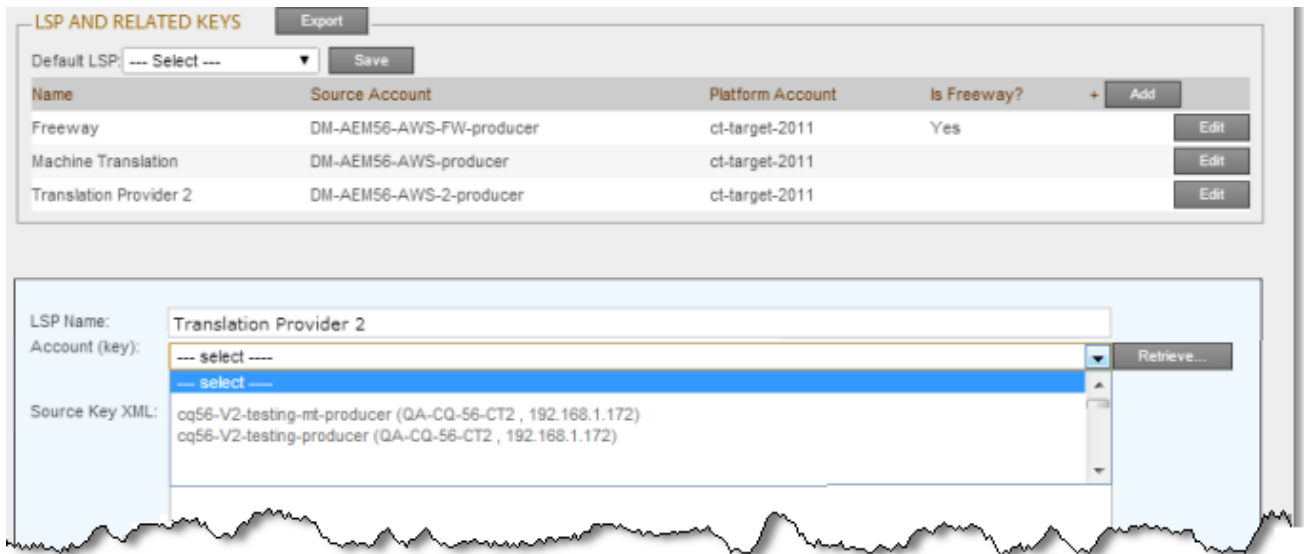 LSP AND RELATED KEYS Export
Default LSP: --- Select --- Save
Name Source Account Platform Account Is Freeway? + Add
Freeway DM-AEM56-AWS-FW-producer ct-target-2011 Yes Edit
Machine Translation DM-AEM56-AWS-producer ct-target-2011 Edit
Translation Provider 2 DM-AEM56-AWS-2-producer ct-target-2011 Edit
LSP Name: Translation Provider 2
Account (key): --- select ---- Retrieve...
--- select ----
Source Key XML: cq56-V2-testing-mt-producer (QA-CQ-56-CT2 , 192.168.1.172)
cq56-V2-testing-producer (QA-CQ-56-CT2 , 192.168.1.172)